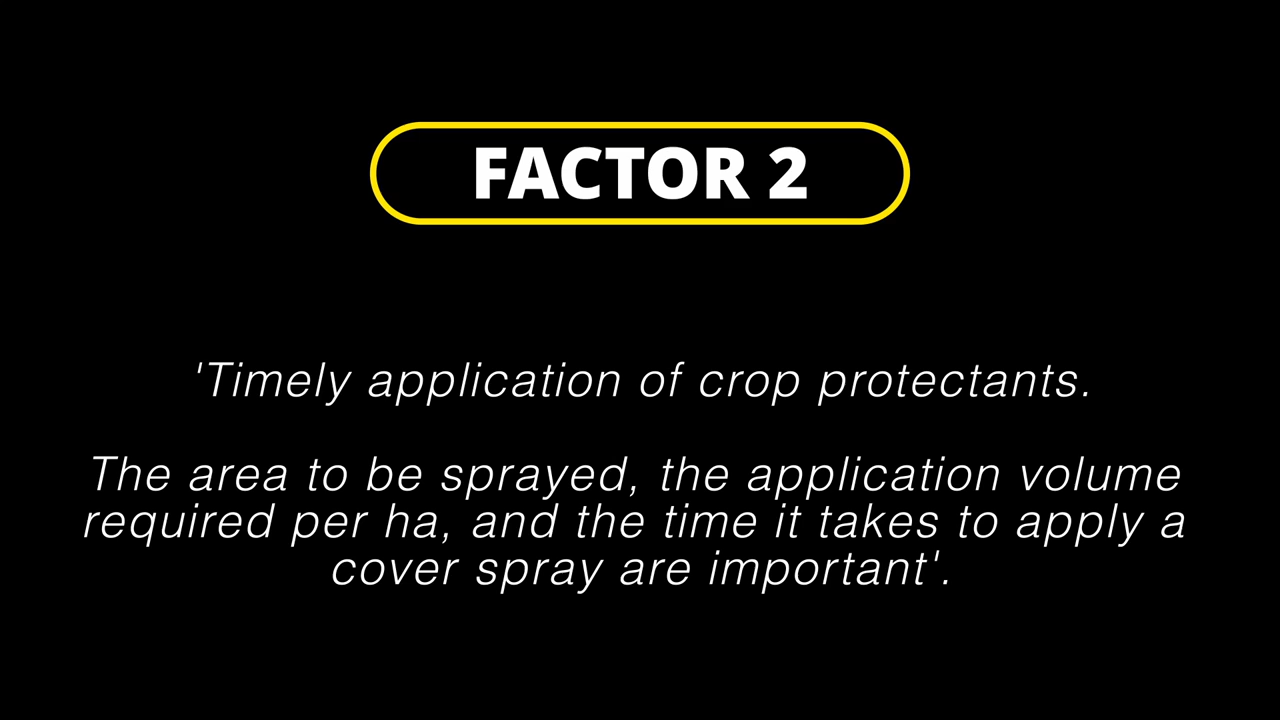 FACTOR 2
'Timely application of crop protectants.
The area to be sprayed, the application volume
required per ha, and the time it takes to apply a
cover spray are important'.